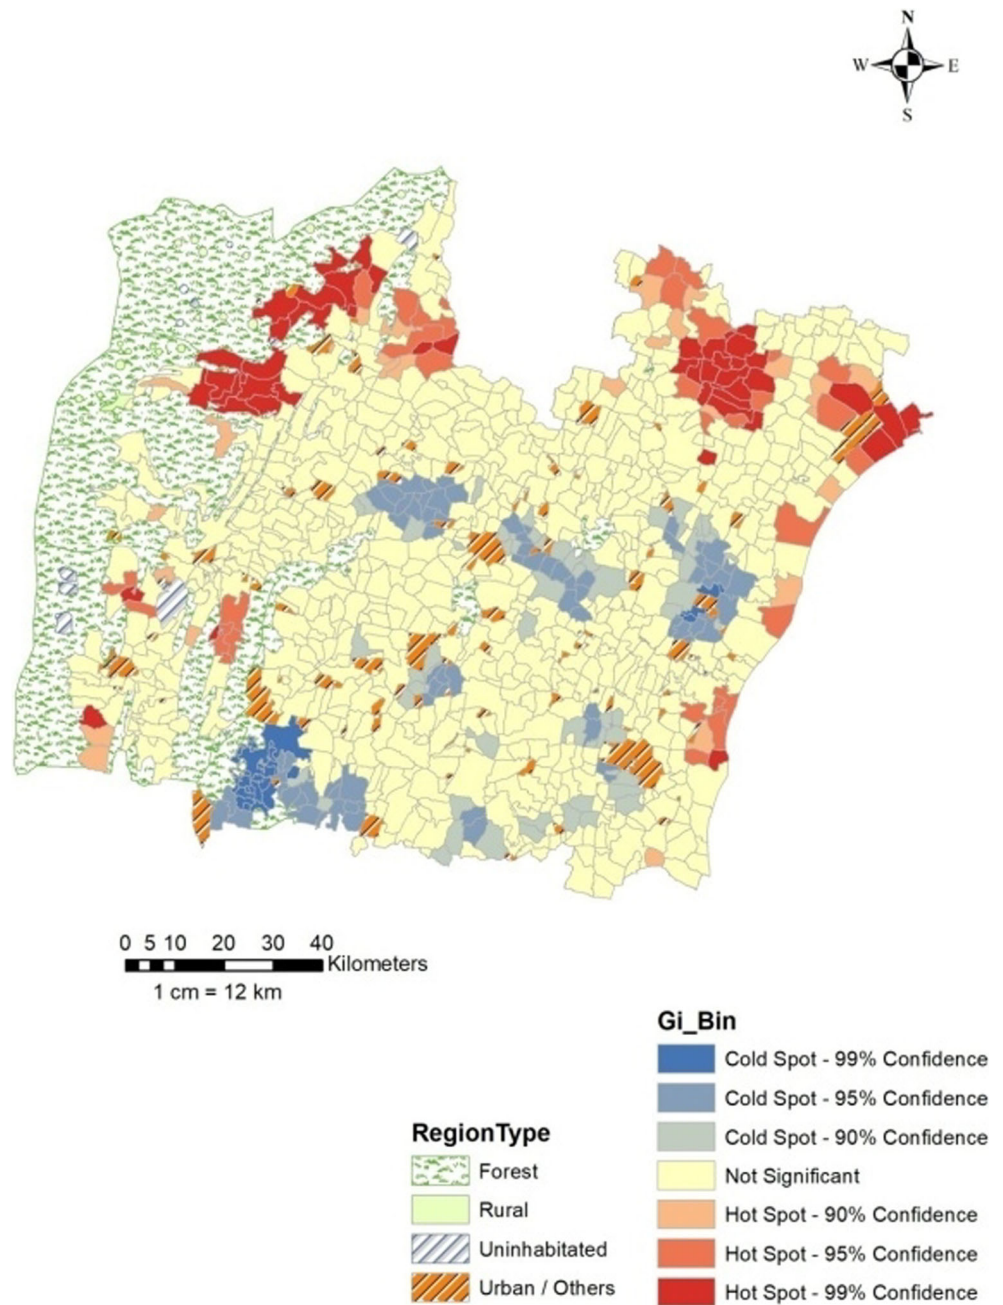 N
W E
S
0 5 10 20 30 40
Kilometers
1 cm = 12 km
Gi_Bin
Cold Spot - 99% Confidence
Cold Spot - 95% Confidence
Cold Spot - 90% Confidence
Not Significant
Hot Spot - 90% Confidence
Hot Spot - 95% Confidence
Hot Spot - 99% Confidence
RegionType
Forest
Rural
Uninhabitated
Urban / Others